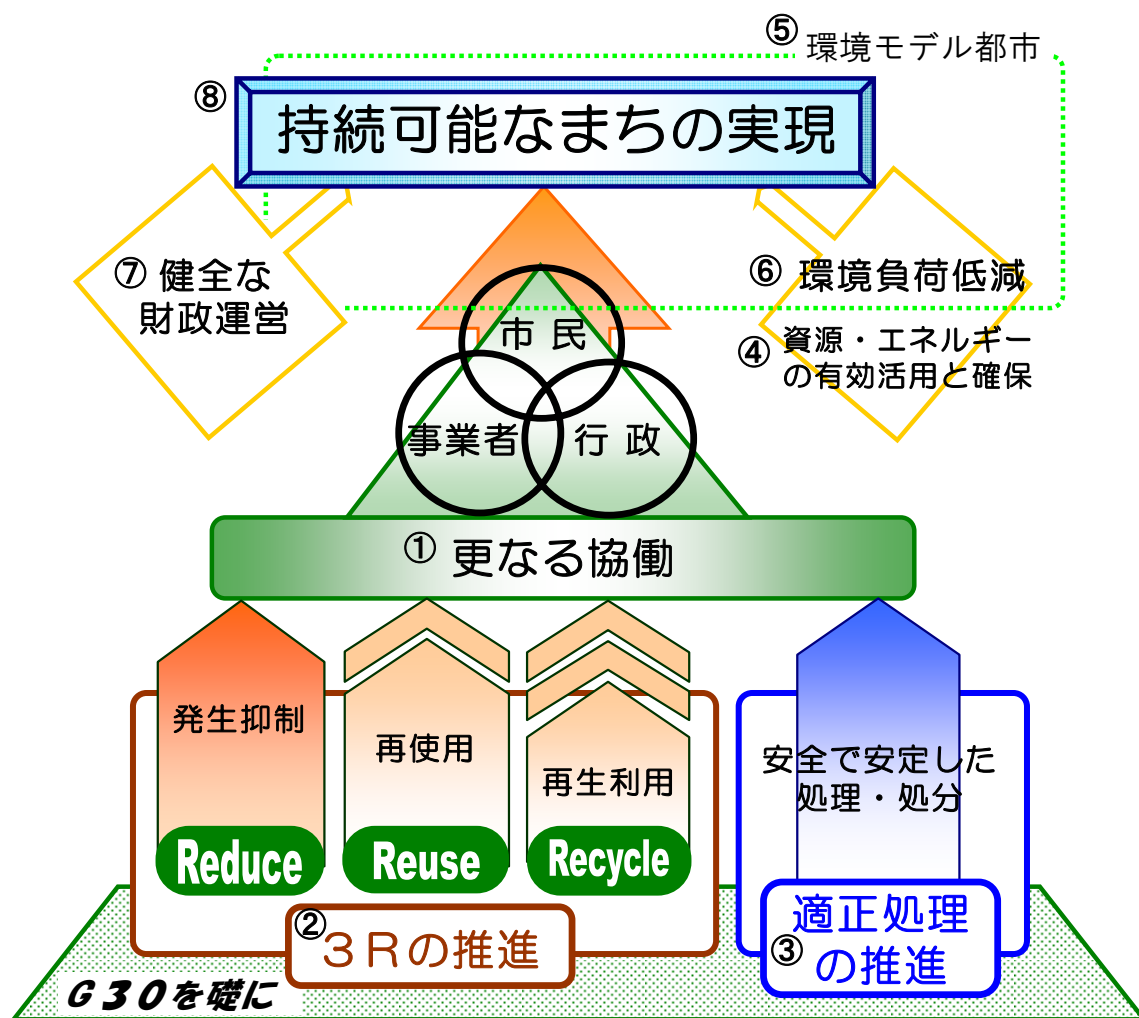 ⑤ 環境モデル都市
⑧ 持続可能なまちの実現
⑦ 健全な
財政運営
⑥ 環境負荷低減
④ 資源・エネルギー
の有効活用と確保
市民
事業者
行政
① 更なる協働
発生抑制
Reduce
再使用
Reuse
再生利用
Recycle
② 3Rの推進
安全で安定した
処理・処分
適正処理
③ の推進
G30を礎に